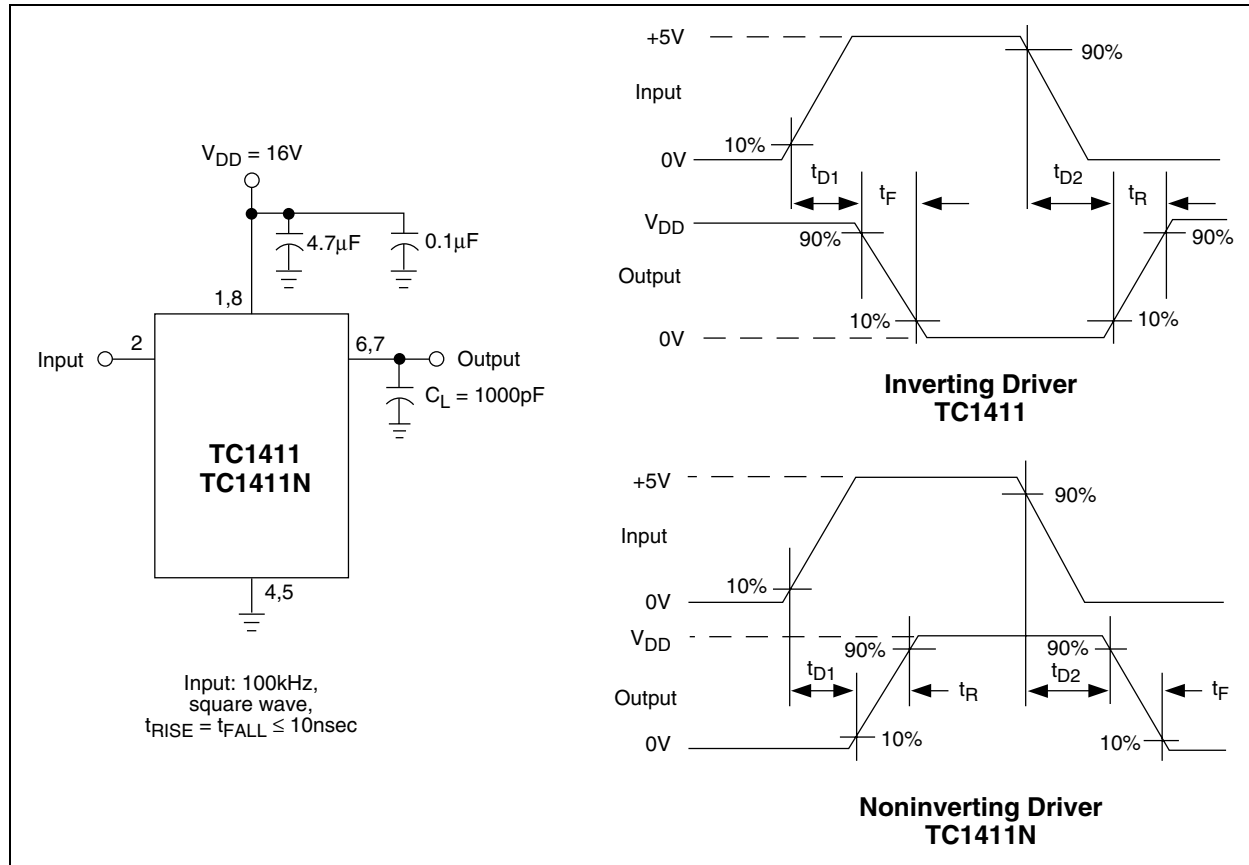 V_DD = 16V
4.7μF
0.1μF
1,8
2
6,7
Input
Output
C_L = 1000pF
TC1411
TC1411N
4,5
Input: 100kHz,
square wave,
t_RISE = t_FALL ≤ 10nsec
+5V
90%
Input
10%
0V
t_D1
t_F
t_D2
t_R
V_DD
90%
90%
Output
10%
10%
0V
Inverting Driver
TC1411
+5V
90%
Input
10%
0V
V_DD
90%
90%
t_D1
t_R
t_D2
t_F
Output
10%
10%
0V
Noninverting Driver
TC1411N